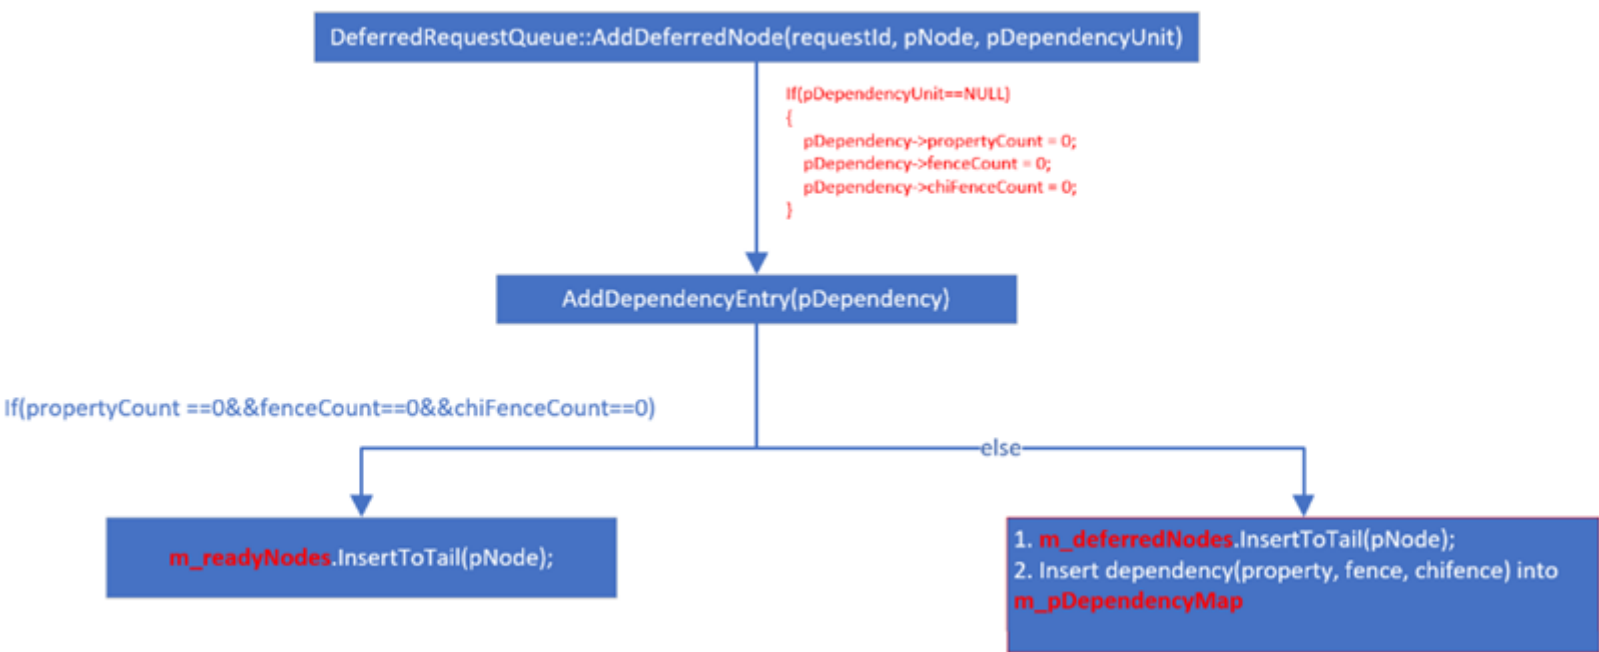 DeferredRequestQueue::AddDeferredNode(requestId, pNode, pDependencyUnit)
If(pDependencyUnit==NULL)
{
pDependency->propertyCount = 0;
pDependency->fenceCount = 0;
pDependency->chiFenceCount = 0;
}
AddDependencyEntry(pDependency)
If(propertyCount ==0&&fenceCount==0&&chiFenceCount==0)
else
m_readyNodes.InsertToTail(pNode);
1. m_deferredNodes.InsertToTail(pNode);
2. Insert dependency(property, fence, chifence) into
m_pDependencyMap